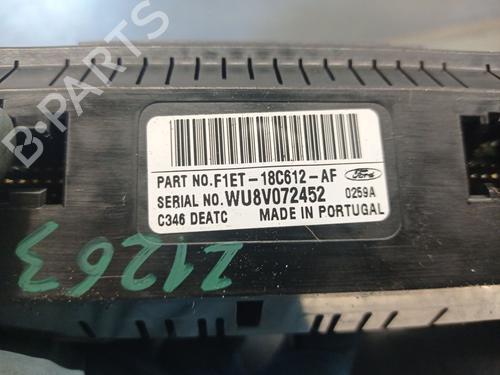 B-PARTS
PART NO. F1ET-18C612-AF Ford
SERIAL NO. WU8V072452 0259A
C346 DEATC MADE IN PORTUGAL
21263